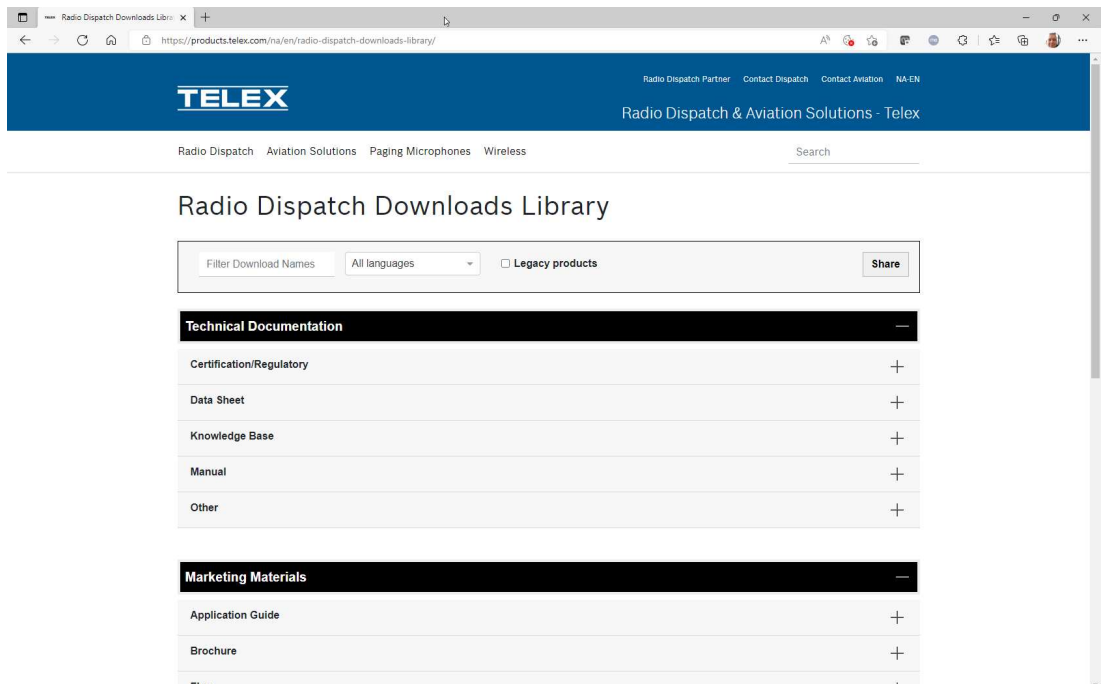 Radio Dispatch Downloads Libra
https://products.telex.com/na/en/radio-dispatch-downloads-library/
Radio Dispatch Partner Contact Dispatch Contact Aviation NA-EN
TELEX
Radio Dispatch & Aviation Solutions - Telex
Radio Dispatch Aviation Solutions Paging Microphones Wireless
Search
Radio Dispatch Downloads Library
Filter Download Names All languages Legacy products Share
Technical Documentation
Certification/Regulatory
Data Sheet
Knowledge Base
Manual
Other
Marketing Materials
Application Guide
Brochure